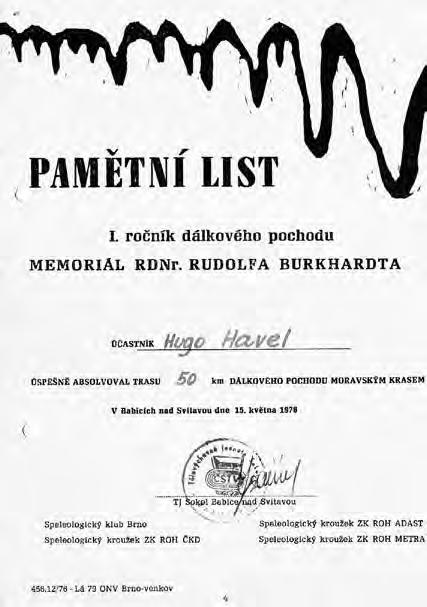 PAMĚTNÍ LIST
I. ročník dálkového pochodu
MEMORIÁL RDNr. RUDOLFA BURKHARDTA
ÚČASTNÍK Hugo Havel
ÚSPEŠNĚ ABSOLVOVAL TRASU 50 km DÁLKOVÉHO POCHODU MORAVSKÝM KRASEM
V Babicích nad Svitavou dne 15. května 1976
ČSTV
TJ Sokol Babice nad Svitavou
Speleologický klub Brno
Speleologický kroužek ZK ROH ADAST
Speleologický kroužek ZK ROH ČKD
Speleologický kroužek ZK ROH METRA
456.12/76 - Lá 79 ONV Brno-venkov
4